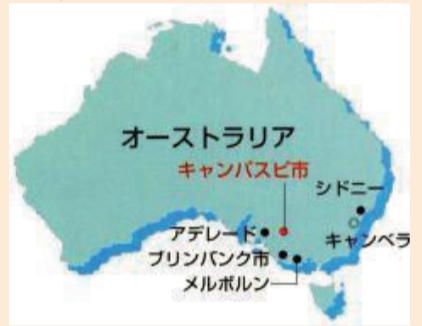 オーストラリア
キャンパスピ市
シドニー
アデレード
キャンベラ
ブリンバンク市
メルボルン